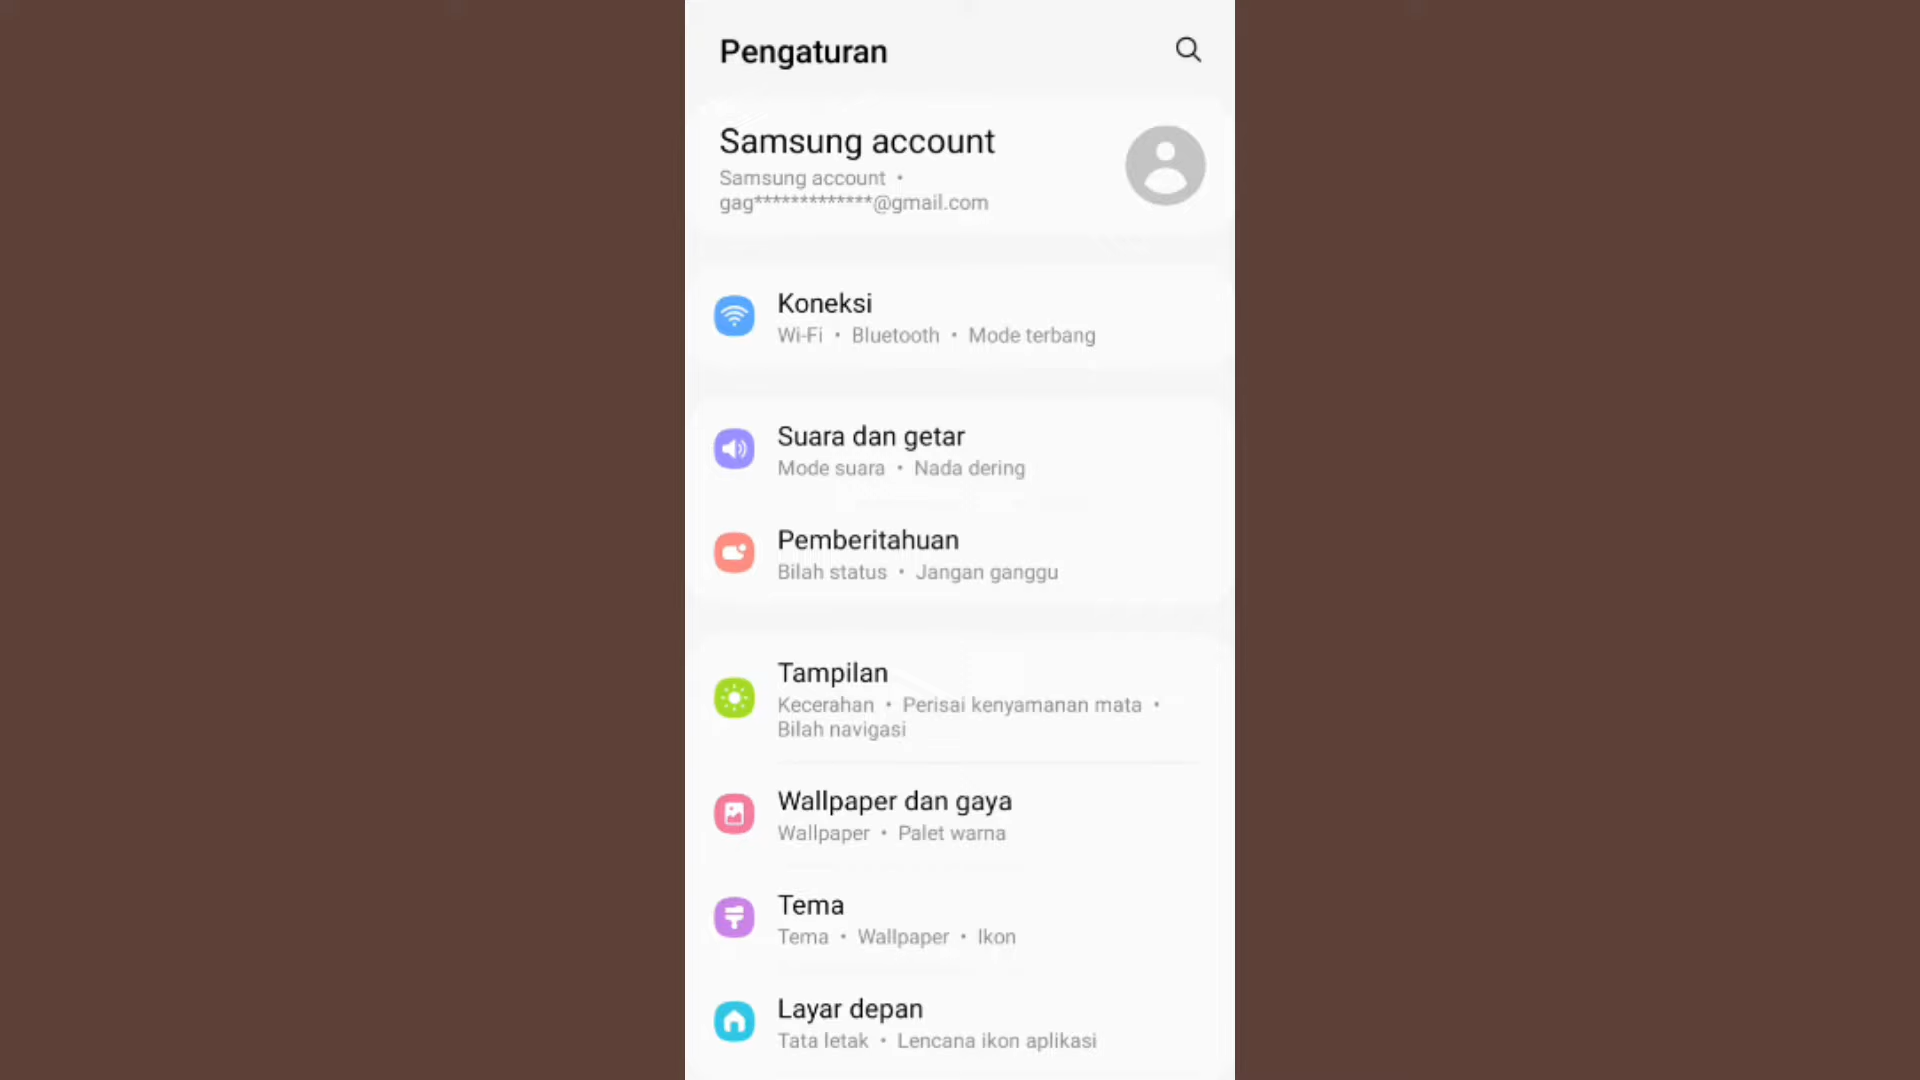 Pengaturan
Samsung account
Samsung account •
gag*************@gmail.com
Koneksi
Wi-Fi • Bluetooth • Mode terbang
Suara dan getar
Mode suara • Nada dering
Pemberitahuan
Bilah status • Jangan ganggu
Tampilan
Kecerahan • Perisai kenyamanan mata •
Bilah navigasi
Wallpaper dan gaya
Wallpaper • Palet warna
Tema
Tema • Wallpaper • Ikon
Layar depan
Tata letak • Lencana ikon aplikasi